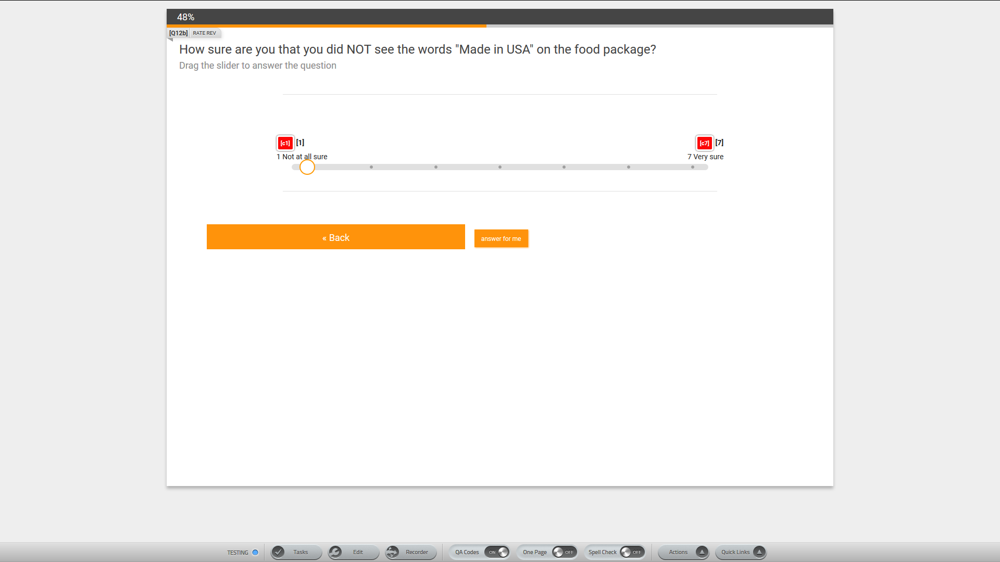 48%
[Q12b] RATE REV
How sure are you that you did NOT see the words "Made in USA" on the food package?
Drag the slider to answer the question
[c1] [1] [c7] [7]
1 Not at all sure 7 Very sure
« Back answer for me
TESTING Tasks Edit Recorder QA Codes ON One Page OFF Spell Check OFF Actions Quick Links